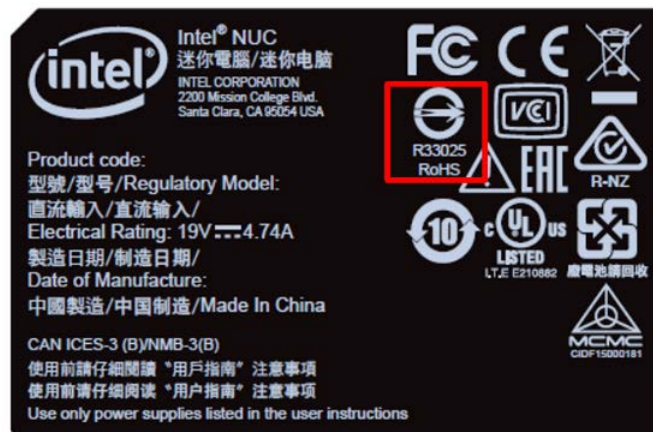 intel®
Intel® NUC
迷你電腦/迷你电脑
INTEL CORPORATION
2200 Mission College Blvd.
Santa Clara, CA 95054 USA
Product code:
型號/型号/Regulatory Model:
直流輸入/直流输入/
Electrical Rating: 19V⎓4.74A
製造日期/制造日期/
Date of Manufacture:
中國製造/中国制造/Made In China
CAN ICES-3 (B)/NMB-3(B)
使用前請仔細閱讀“用戶指南”注意事項
使用前请仔细阅读“用户指南”注意事项
Use only power supplies listed in the user instructions
FC CE
R33025
RoHS
VCI
EAC
R-NZ
10
C UL US
LISTED
I.T.E E210882
廢電池請回收
MCMC
CIDF15000181